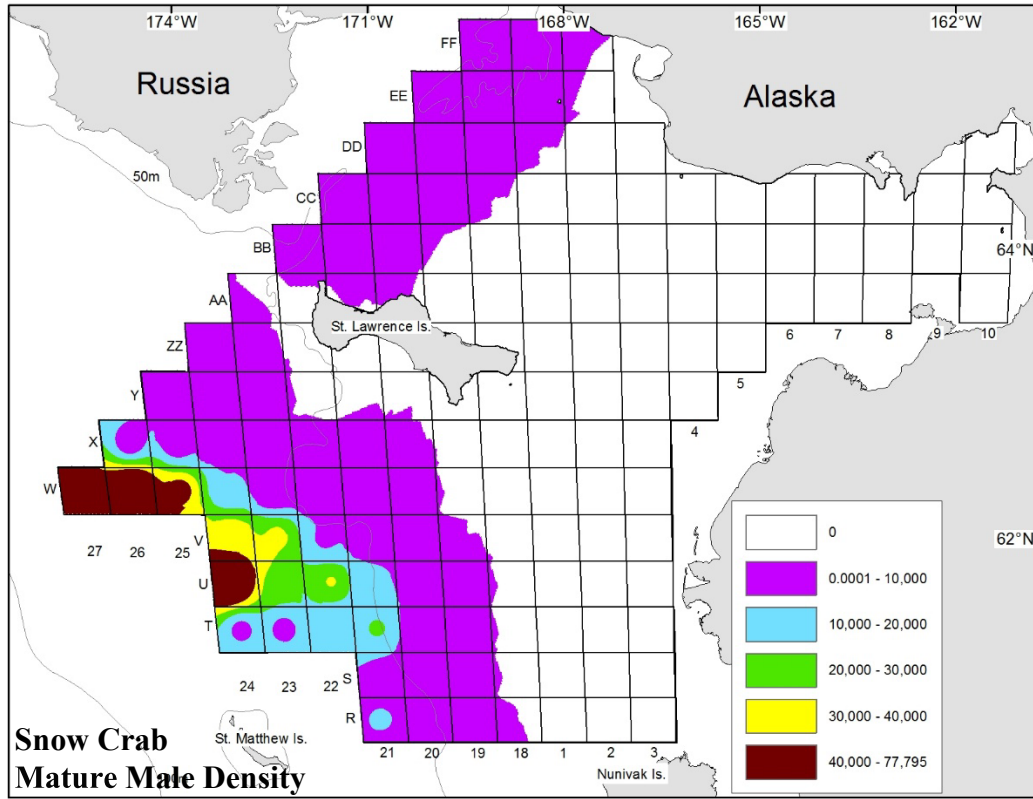 174°W 171°W 168°W 165°W 162°W
FF
Russia
Alaska
EE
DD
50m
CC
BB
64°N
AA
St. Lawrence Is.
ZZ
6 7 8 9 10
5
Y
4
X
W
27 26 25
V
62°N
U
T
24 23 22
S
R
St. Matthew Is.
21 20 19 18 1 2 3
Nunivak Is.
0
0.0001 - 10,000
10,000 - 20,000
20,000 - 30,000
30,000 - 40,000
40,000 - 77,795
Snow Crab
Mature Male Density